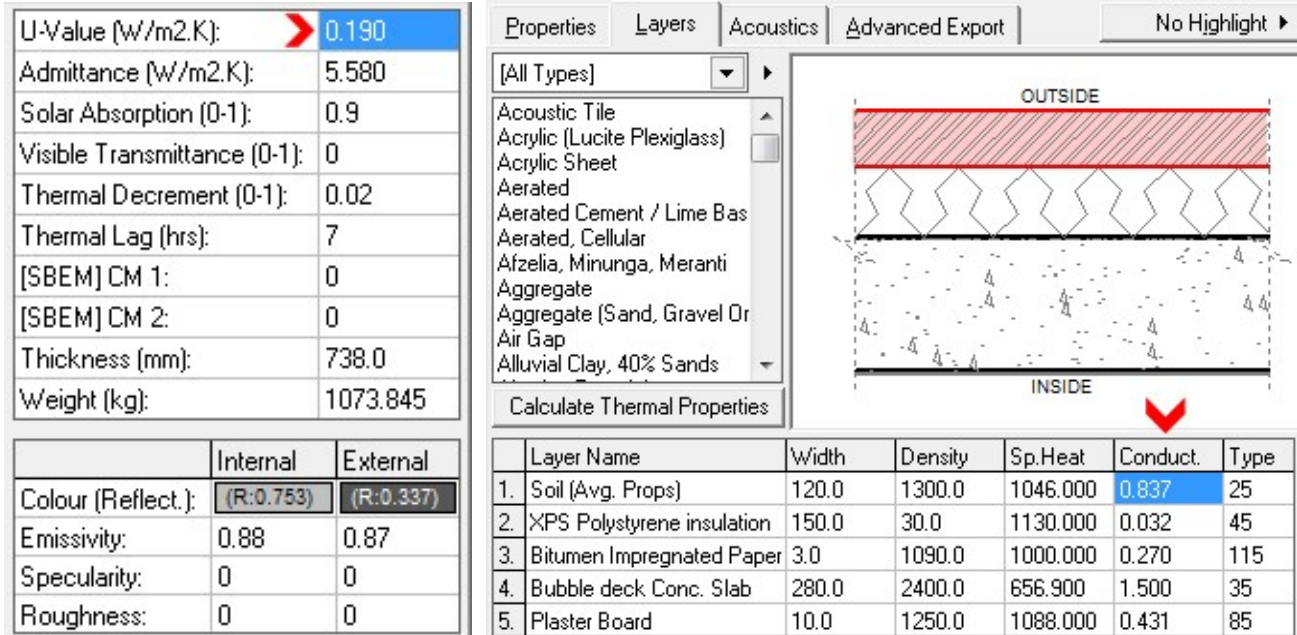 U-Value (W/m2.K): 0.190
Admittance (W/m2.K): 5.580
Solar Absorption (0-1): 0.9
Visible Transmittance (0-1): 0
Thermal Decrement (0-1): 0.02
Thermal Lag (hrs): 7
[SBEM] CM 1: 0
[SBEM] CM 2: 0
Thickness (mm): 738.0
Weight (kg): 1073.845
Internal External
Colour (Reflect.): (R:0.753) (R:0.337)
Emissivity: 0.88 0.87
Specularity: 0 0
Roughness: 0 0
Properties Layers Acoustics Advanced Export No Highlight
[All Types]
Acoustic Tile
Acrylic (Lucite Plexiglass)
Acrylic Sheet
Aerated
Aerated Cement / Lime Bas
Aerated, Cellular
Afzelia, Minunga, Meranti
Aggregate
Aggregate (Sand, Gravel Or
Air Gap
Alluvial Clay, 40% Sands
Calculate Thermal Properties
OUTSIDE
INSIDE
Layer Name Width Density Sp.Heat Conduct. Type
1. Soil (Avg. Props) 120.0 1300.0 1046.000 0.837 25
2. XPS Polystyrene insulation 150.0 30.0 1130.000 0.032 45
3. Bitumen Impregnated Paper 3.0 1090.0 1000.000 0.270 115
4. Bubble deck Conc. Slab 280.0 2400.0 656.900 1.500 35
5. Plaster Board 10.0 1250.0 1088.000 0.431 85